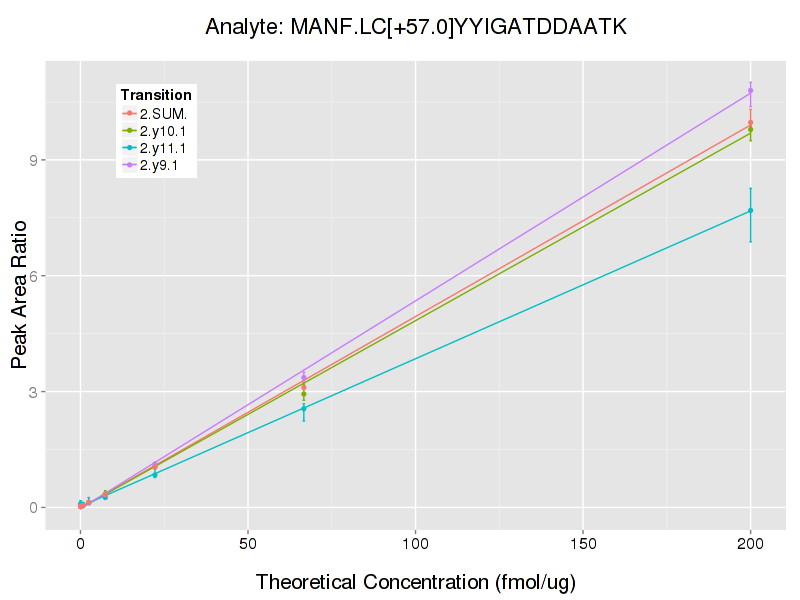 Analyte: MANF.LC[+57.0]YYIGATDDAATK
Transition
2.SUM.
2.y10.1
2.y11.1
2.y9.1
Peak Area Ratio
9
6
3
0
0 50 100 150 200
Theoretical Concentration (fmol/ug)